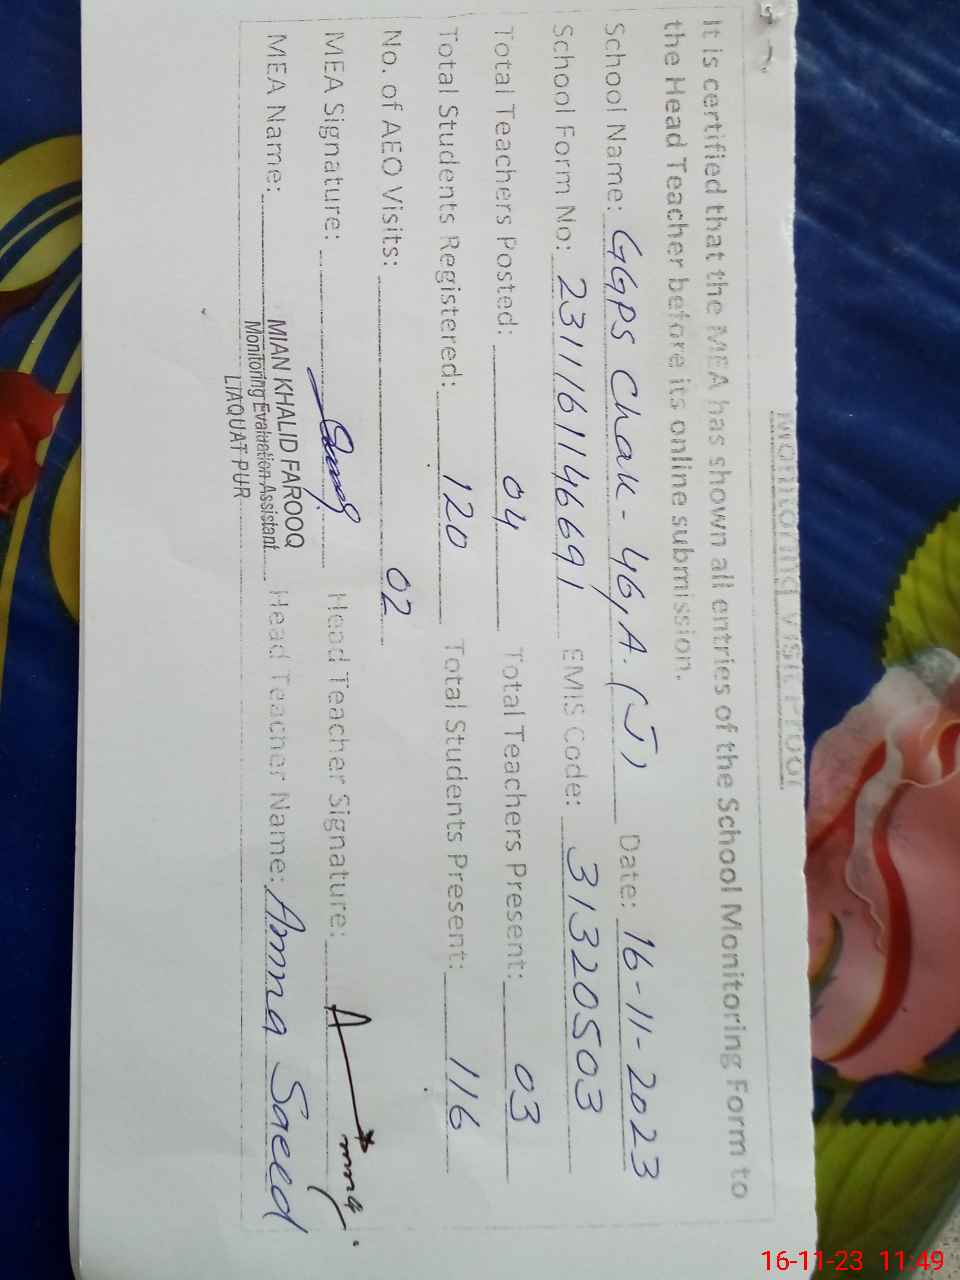 Monitoring Visit Proof
It is certified that the MEA has shown all entries of the School Monitoring Form to
the Head Teacher before its online submission.
School Name: GGPS Chak - 46, A. (J) Date: 16-11-2023
School Form No: 231116114669 1 EMIS Code: 31320503
Total Teachers Posted: 04 Total Teachers Present: 03
Total Students Registered: 120 Total Students Present: 116
No. of AEO Visits: 02
MEA Signature: Head Teacher Signature: Amna
MEA Name: MIAN KHALID FAROOQ Head Teacher Name: Amna Saeed
Monitoring Evaluation Assistant
LIAQUAT PUR
16-11-23 11:49